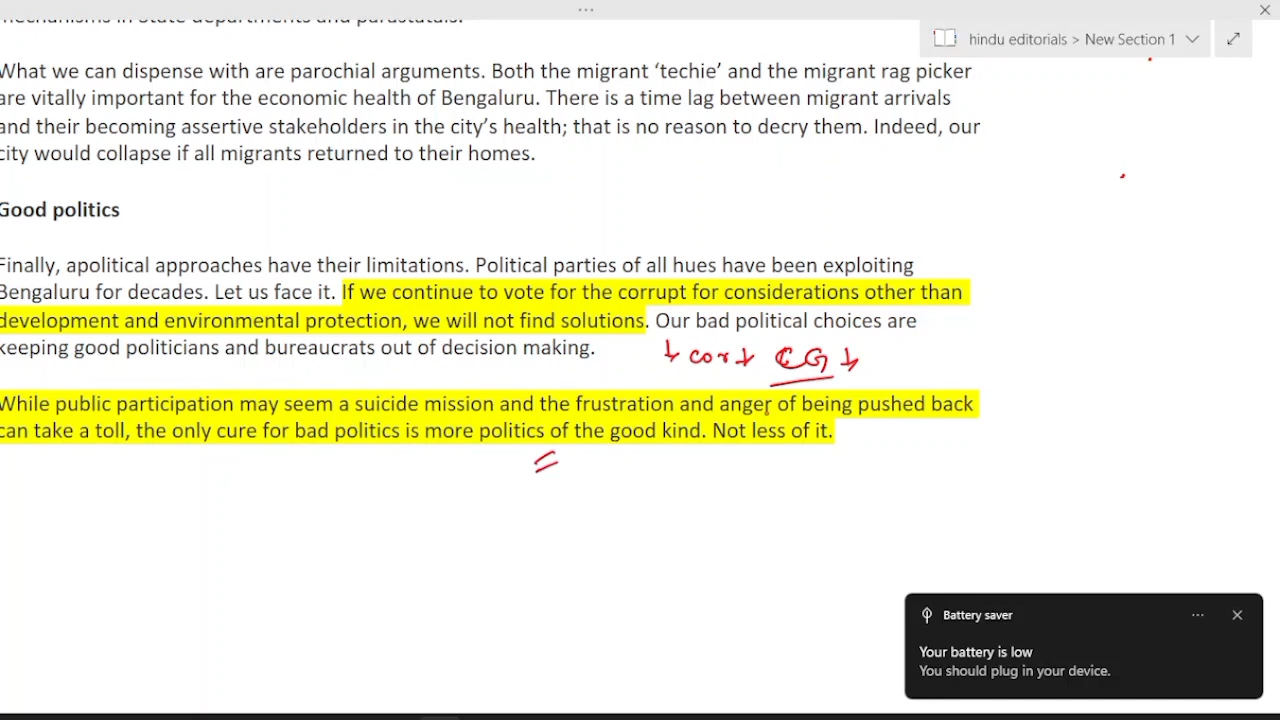 mechanisms in State departments and parastatals.
hindu editorials > New Section 1
What we can dispense with are parochial arguments. Both the migrant ‘techie’ and the migrant rag picker
are vitally important for the economic health of Bengaluru. There is a time lag between migrant arrivals
and their becoming assertive stakeholders in the city’s health; that is no reason to decry them. Indeed, our
city would collapse if all migrants returned to their homes.
Good politics
Finally, apolitical approaches have their limitations. Political parties of all hues have been exploiting
Bengaluru for decades. Let us face it. If we continue to vote for the corrupt for considerations other than
development and environmental protection, we will not find solutions. Our bad political choices are
keeping good politicians and bureaucrats out of decision making.
cor CG
While public participation may seem a suicide mission and the frustration and anger of being pushed back
can take a toll, the only cure for bad politics is more politics of the good kind. Not less of it.
Battery saver
Your battery is low
You should plug in your device.